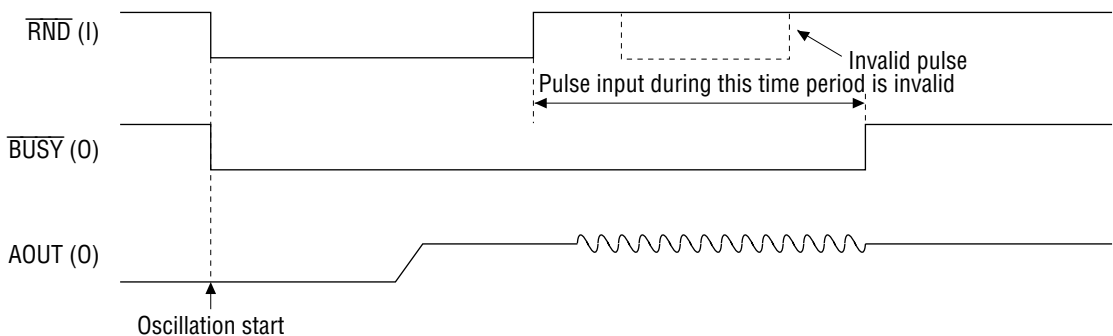 RND (I)
Invalid pulse
Pulse input during this time period is invalid
BUSY (O)
AOUT (O)
Oscillation start